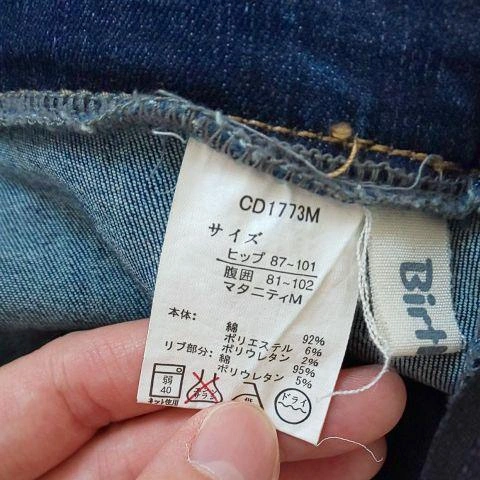 CD1773M
サイズ
ヒップ 87~101
腹囲 81~102
マタニティM
本体:
綿 92%
ポリエステル 6%
ポリウレタン 2%
リブ部分: 綿 95%
ポリウレタン 5%
弱 40
ネット使用
ドライ
Birt